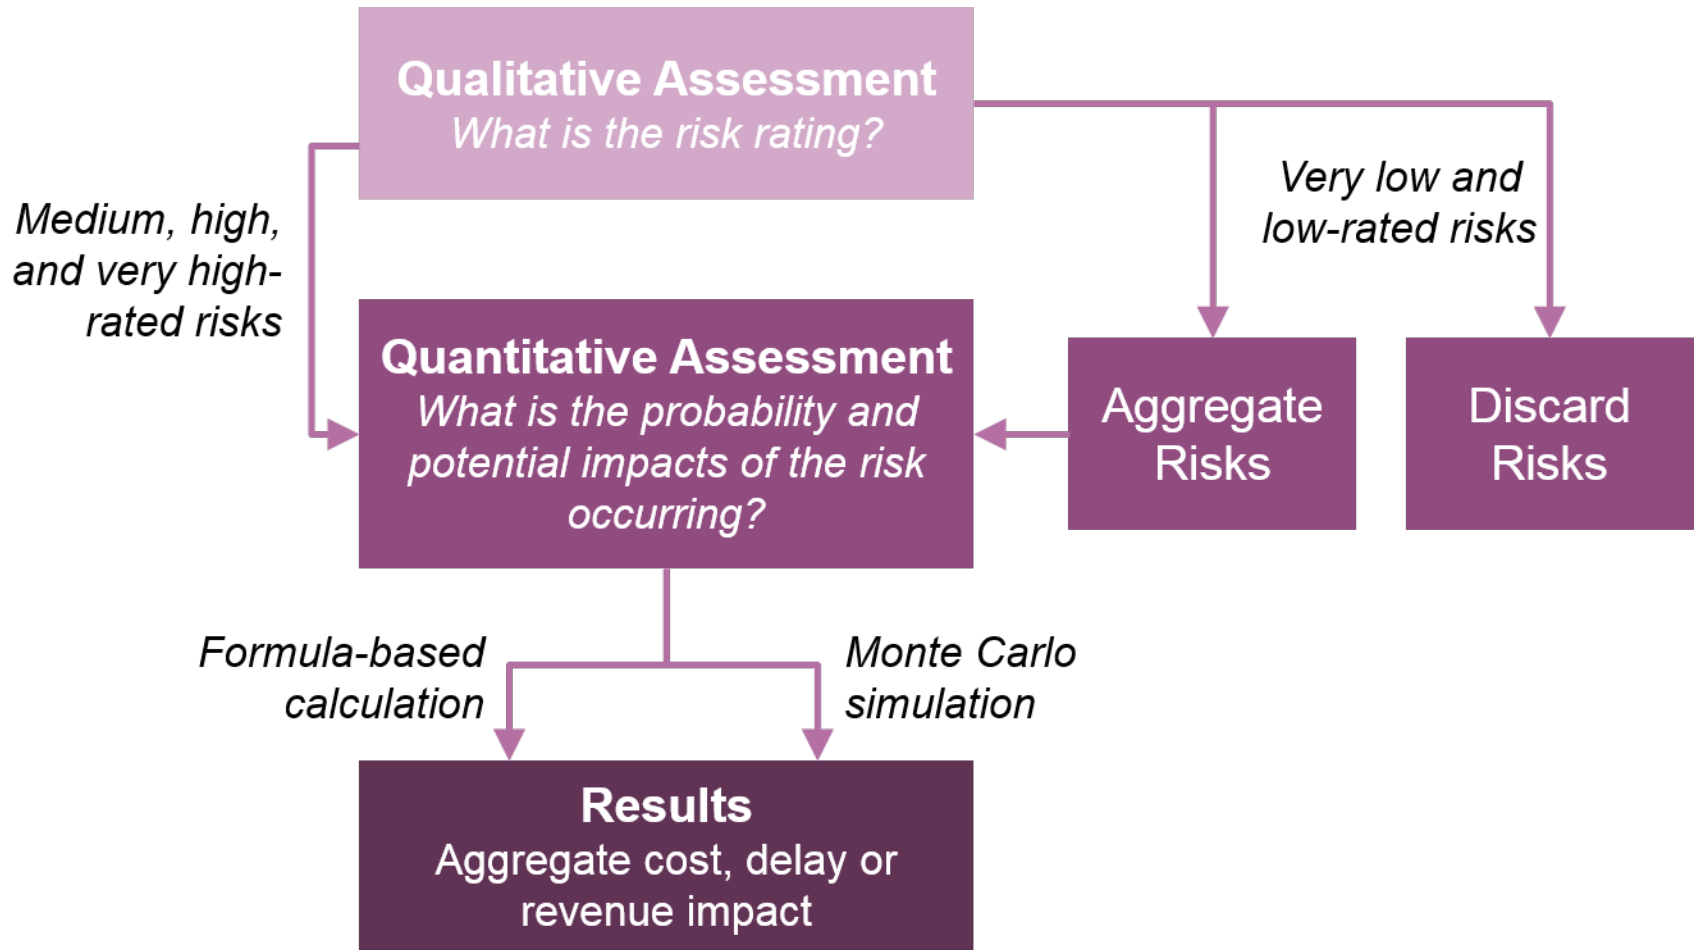 Qualitative Assessment
What is the risk rating?
Medium, high,
and very high-
rated risks
Very low and
low-rated risks
Quantitative Assessment
What is the probability and
potential impacts of the risk
occurring?
Aggregate
Risks
Discard
Risks
Formula-based
calculation
Monte Carlo
simulation
Results
Aggregate cost, delay or
revenue impact